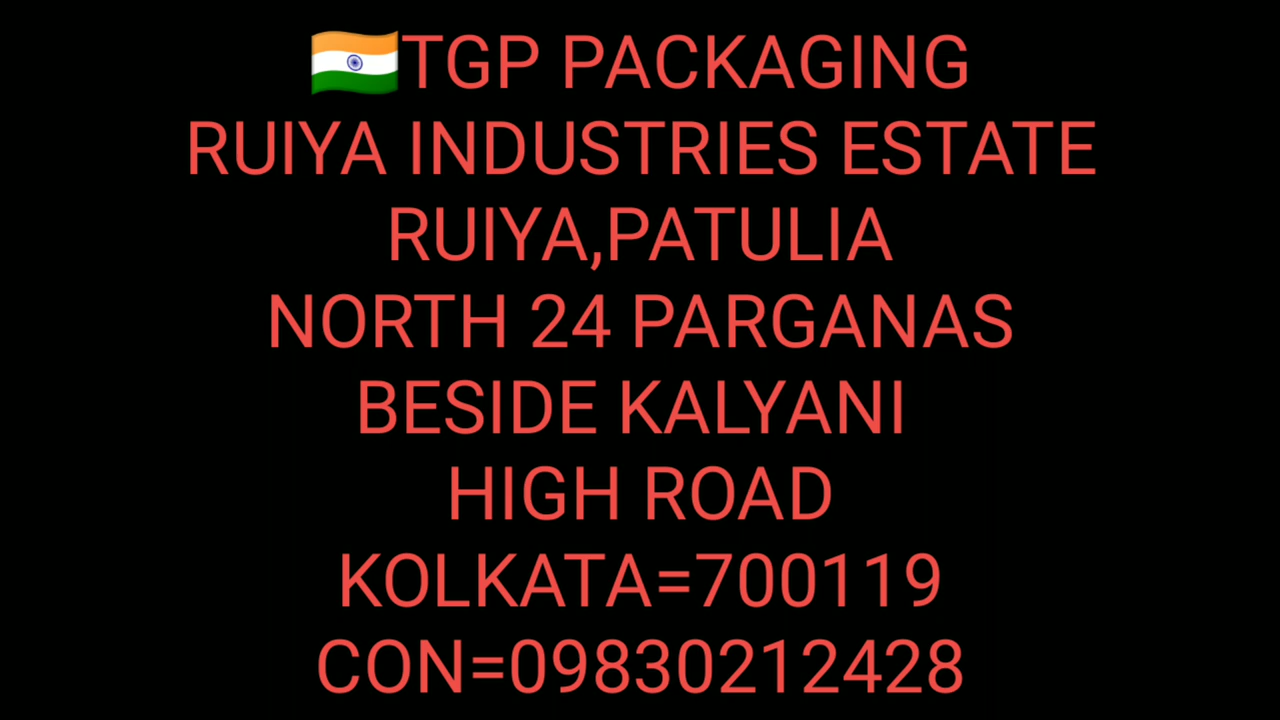 🇮🇳TGP PACKAGING
RUIYA INDUSTRIES ESTATE
RUIYA,PATULIA
NORTH 24 PARGANAS
BESIDE KALYANI
HIGH ROAD
KOLKATA=700119
CON=09830212428